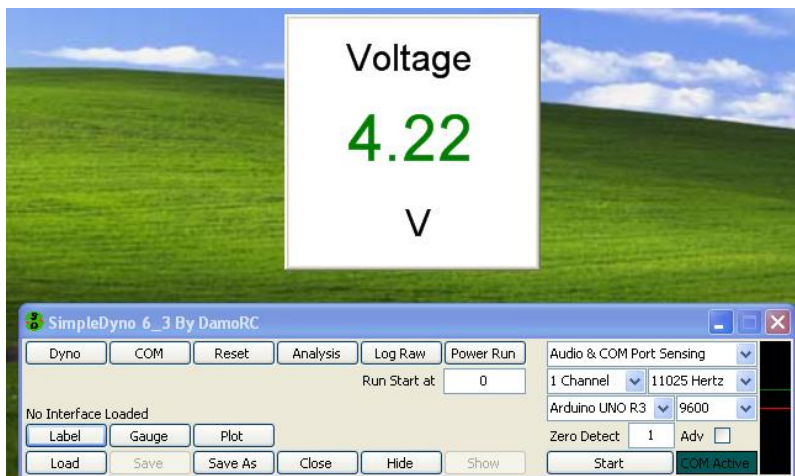 Voltage
4.22
V
SimpleDyno 6_3 By DamoRC
Dyno COM Reset Analysis Log Raw Power Run Audio & COM Port Sensing
Run Start at 0 1 Channel 11025 Hertz
No Interface Loaded Arduino UNO R3 9600
Label Gauge Plot Zero Detect 1 Adv
Load Save Save As Close Hide Show Start COM Active